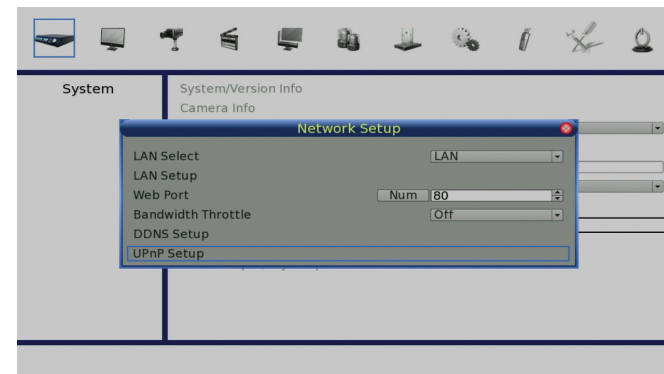 System
System/Version Info
Camera Info
Network Setup
LAN Select LAN
LAN Setup
Web Port Num 80
Bandwidth Throttle Off
DDNS Setup
UPnP Setup